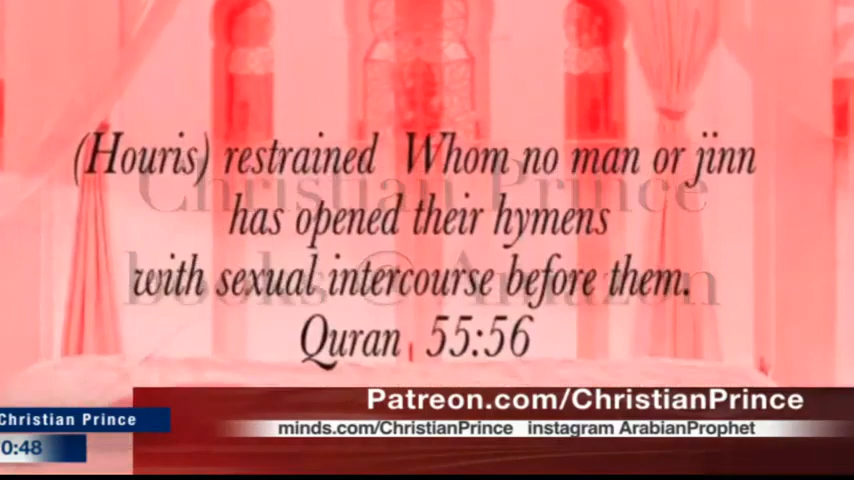 (Houris) restrained Whom no man or jinn
Christian Prince
has opened their hymens
with sexual intercourse before them.
books @ Amazon
Quran 55:56
Patreon.com/ChristianPrince
Christian Prince
minds.com/ChristianPrince instagram ArabianProphet
0:48